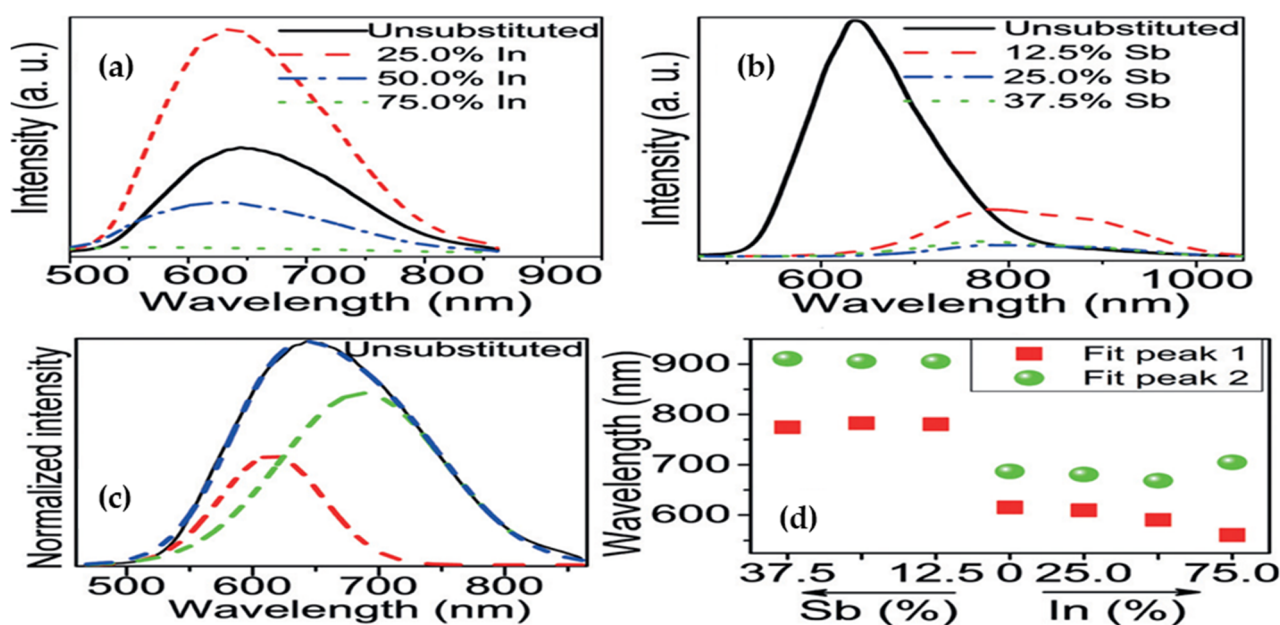 Intensity (a. u.)
(a)
Unsubstituted
25.0% In
50.0% In
75.0% In
500 600 700 800 900
Wavelength (nm)
Intensity (a. u.)
(b)
Unsubstituted
12.5% Sb
25.0% Sb
37.5% Sb
600 800 1000
Wavelength (nm)
Normalized intensity
Unsubstituted
(c)
500 600 700 800
Wavelength (nm)
Wavelength (nm)
900
800
700
600
Fit peak 1
Fit peak 2
(d)
37.5 12.5 0 25.0 75.0
Sb (%) In (%)